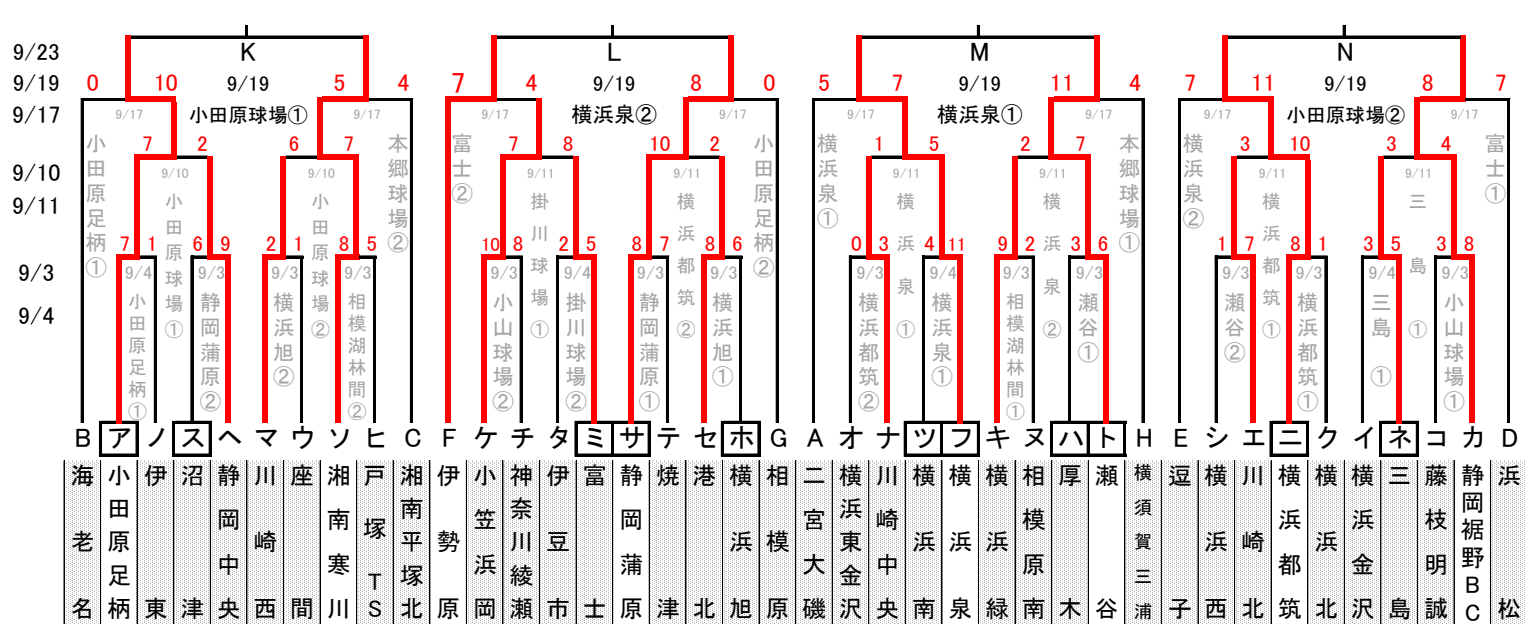 K L M N
9/23
9/19 0 10 9/19 5 4 7 4 9/19 8 0 5 7 9/19 11 4 7 11 9/19 8 7
9/17 9/17 小田原球場① 9/17 9/17 横浜泉② 9/17 9/17 横浜泉① 9/17 9/17 小田原球場② 9/17
小田原足柄① 本郷球場② 富士② 小田原足柄② 横浜泉① 本郷球場① 横浜泉② 富士①
7 2 6 7 7 8 10 2 1 5 2 7 3 10 3 4
9/10 9/10 9/10 9/11 9/11 9/11 9/11 9/11 9/11
9/11
小田原球場① 小田原球場② 掛川球場① 横浜都筑② 横浜泉① 横浜泉② 横浜都筑① 三島①
7 1 6 9 2 1 8 5 10 8 2 5 8 7 8 6 0 3 4 11 9 2 3 6 1 7 8 1 3 5 3 8
9/3 9/4 9/3 9/3 9/3 9/3 9/4 9/3 9/3 9/3 9/4 9/3 9/3 9/3 9/3 9/4 9/3
9/4
小田原足柄① 静岡蒲原② 横浜旭② 相模湖林間② 小山球場② 掛川球場② 静岡蒲原① 横浜旭① 横浜都筑② 横浜泉① 相模湖林間① 瀬谷① 瀬谷② 横浜都筑① 三島① 小山球場①
B ア ノ ス ヘ マ ウ ソ ヒ C F ケ チ タ ミ サ テ セ ホ G A オ ナ ツ フ キ ヌ ハ ト H E シ エ ニ ク イ ネ コ カ D
海老名
小田原足柄
伊東
沼津
静岡中央
川崎西
座間
湘南寒川
戸塚TS
湘南平塚北
伊勢原
小笠浜岡
神奈川綾瀬
伊豆市
富士
静岡蒲原
焼津
港北
横浜旭
相模原
二宮大磯
横浜東金沢
川崎中央
横浜南
横浜泉
横浜緑
相模原南
厚木
瀬谷
横須賀三浦
逗子
横浜西
川崎北
横浜都筑
横浜北
横浜金沢
三島
藤枝明誠
静岡裾野BC
浜松